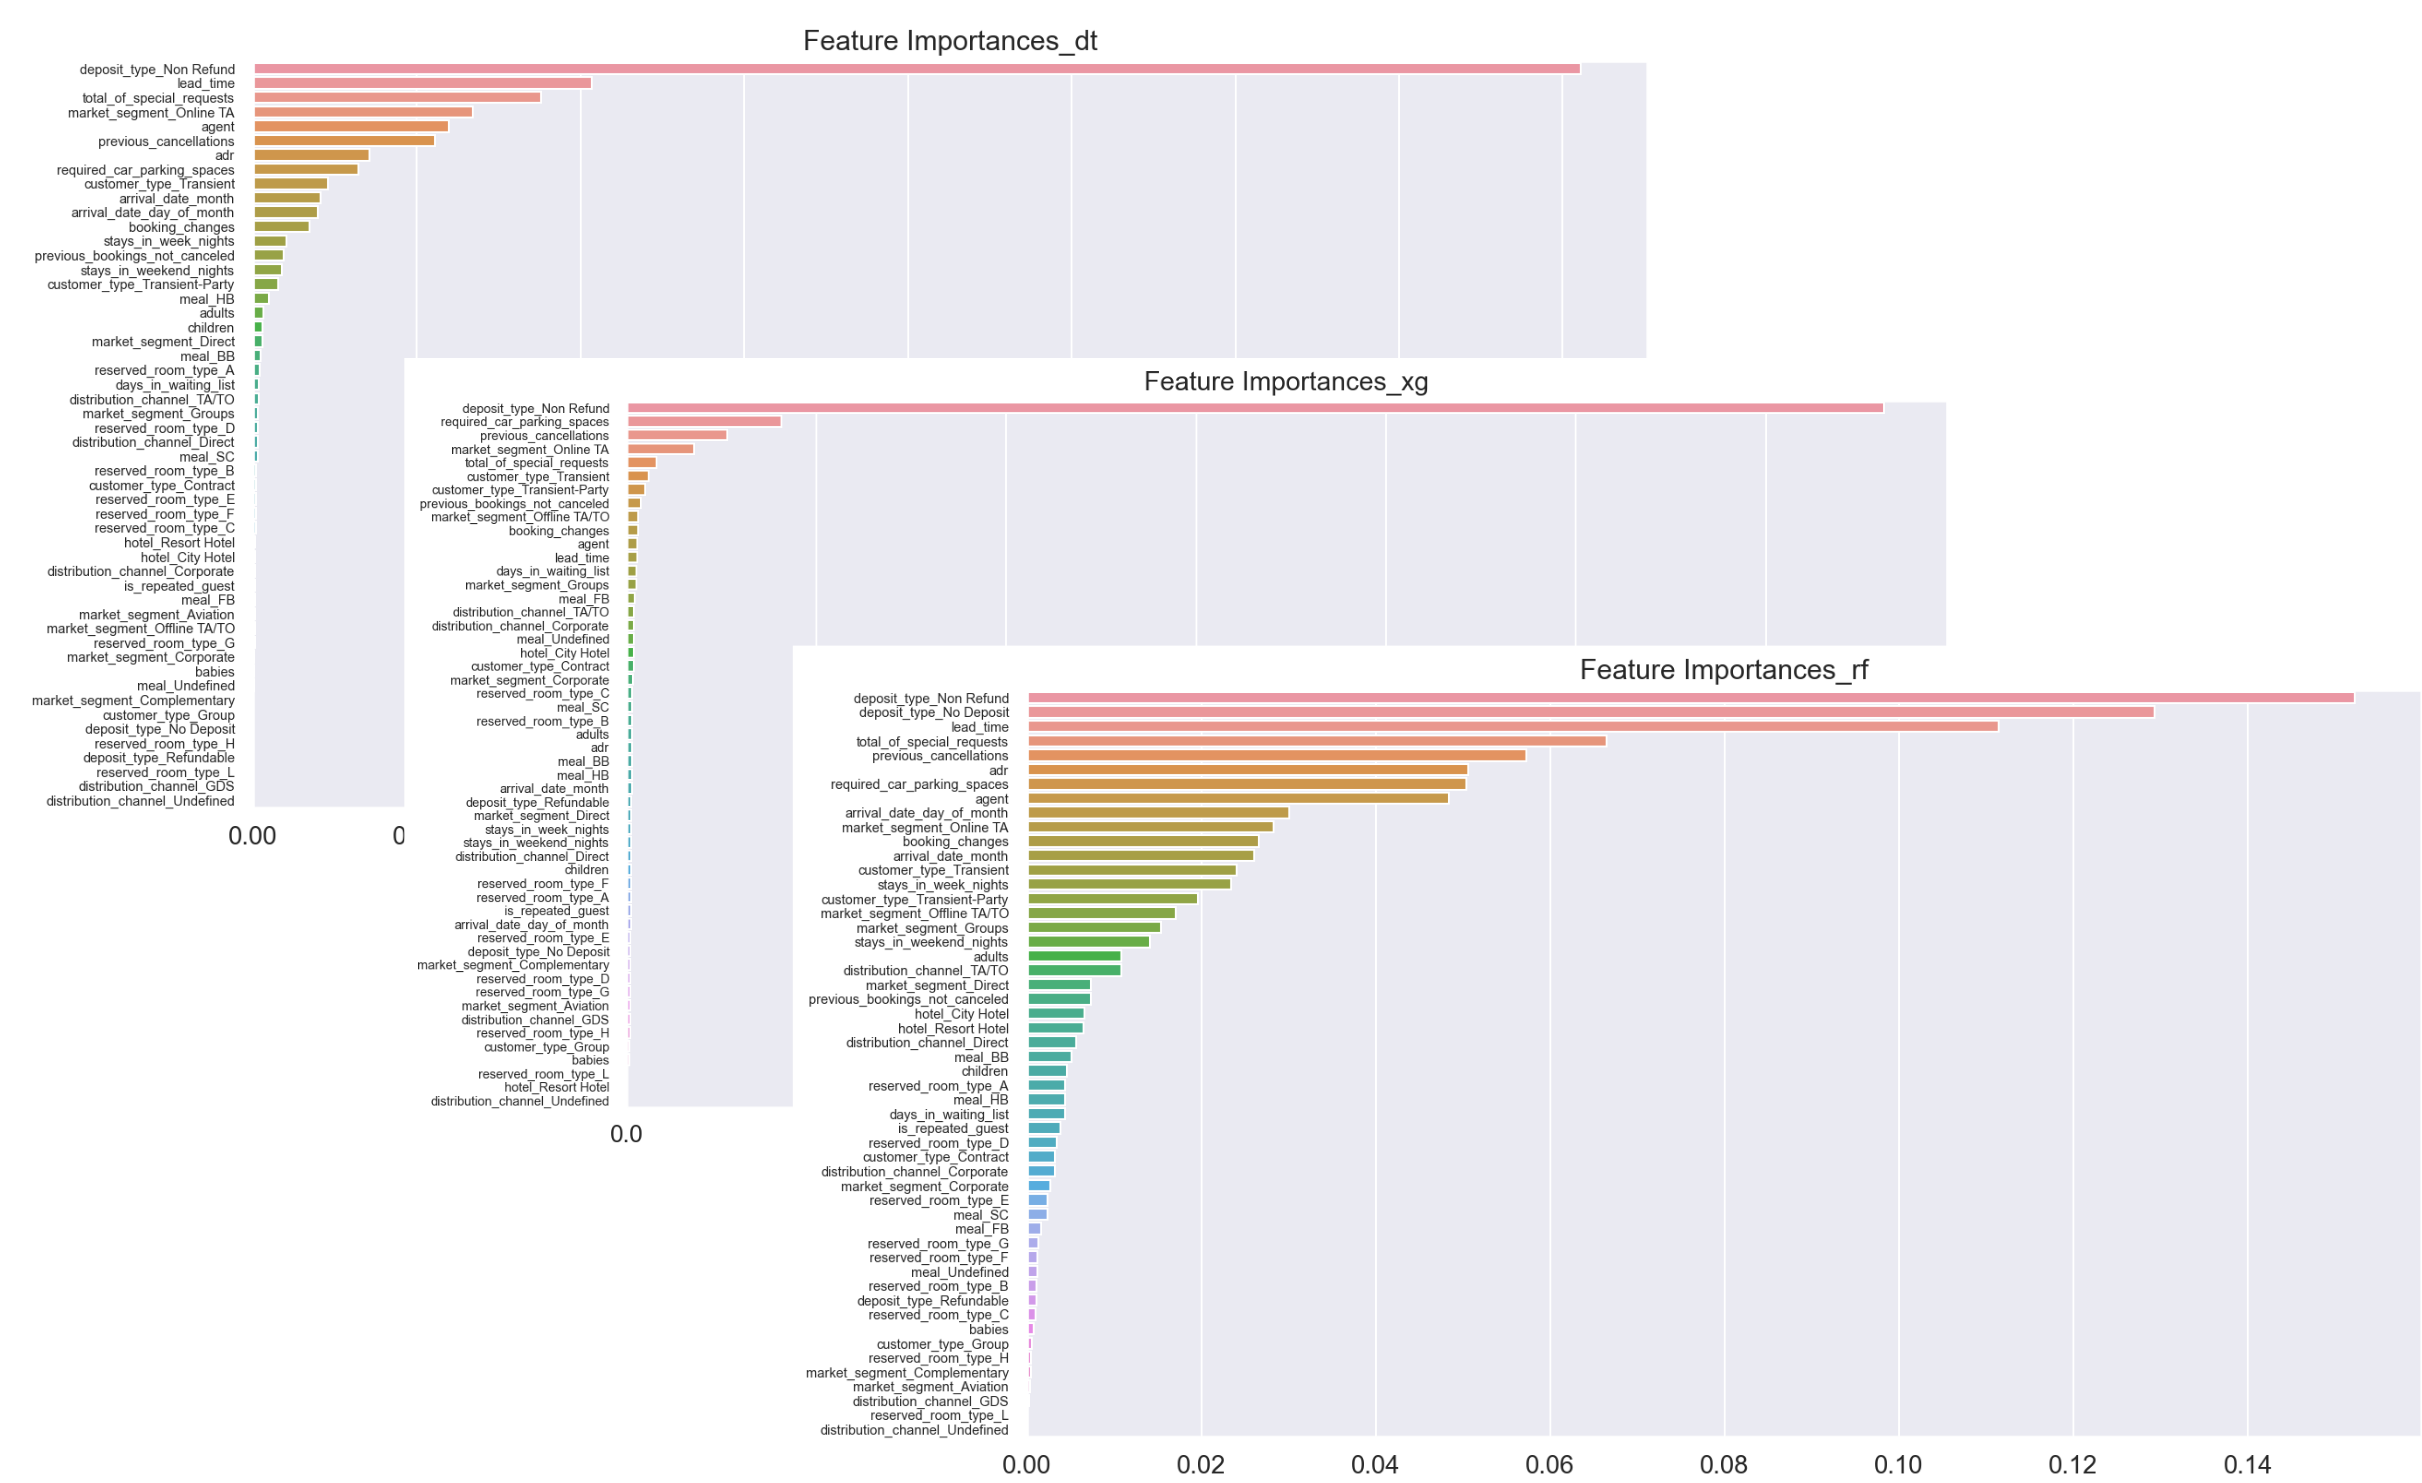 Feature Importances_dt
deposit_type_Non Refund
lead_time
total_of_special_requests
market_segment_Online TA
agent
previous_cancellations
adr
required_car_parking_spaces
customer_type_Transient
arrival_date_month
arrival_date_day_of_month
booking_changes
stays_in_week_nights
previous_bookings_not_canceled
stays_in_weekend_nights
customer_type_Transient-Party
meal_HB
adults
children
market_segment_Direct
meal_BB
reserved_room_type_A
days_in_waiting_list
distribution_channel_TA/TO
market_segment_Groups
reserved_room_type_D
distribution_channel_Direct
meal_SC
reserved_room_type_B
customer_type_Contract
reserved_room_type_E
reserved_room_type_F
reserved_room_type_C
hotel_Resort Hotel
hotel_City Hotel
distribution_channel_Corporate
is_repeated_guest
meal_FB
market_segment_Aviation
market_segment_Offline TA/TO
reserved_room_type_G
market_segment_Corporate
babies
meal_Undefined
market_segment_Complementary
customer_type_Group
deposit_type_No Deposit
reserved_room_type_H
deposit_type_Refundable
reserved_room_type_L
distribution_channel_GDS
distribution_channel_Undefined
0.00 0
Feature Importances_xg
deposit_type_Non Refund
required_car_parking_spaces
previous_cancellations
market_segment_Online TA
total_of_special_requests
customer_type_Transient
customer_type_Transient-Party
previous_bookings_not_canceled
market_segment_Offline TA/TO
booking_changes
agent
lead_time
days_in_waiting_list
market_segment_Groups
meal_FB
distribution_channel_TA/TO
distribution_channel_Corporate
meal_Undefined
hotel_City Hotel
customer_type_Contract
market_segment_Corporate
reserved_room_type_C
meal_SC
reserved_room_type_B
adults
adr
meal_BB
meal_HB
arrival_date_month
deposit_type_Refundable
market_segment_Direct
stays_in_week_nights
stays_in_weekend_nights
distribution_channel_Direct
children
reserved_room_type_F
reserved_room_type_A
is_repeated_guest
arrival_date_day_of_month
reserved_room_type_E
deposit_type_No Deposit
market_segment_Complementary
reserved_room_type_D
reserved_room_type_G
market_segment_Aviation
distribution_channel_GDS
reserved_room_type_H
customer_type_Group
babies
reserved_room_type_L
hotel_Resort Hotel
distribution_channel_Undefined
0.0
Feature Importances_rf
deposit_type_Non Refund
deposit_type_No Deposit
lead_time
total_of_special_requests
previous_cancellations
adr
required_car_parking_spaces
agent
arrival_date_day_of_month
market_segment_Online TA
booking_changes
arrival_date_month
customer_type_Transient
stays_in_week_nights
customer_type_Transient-Party
market_segment_Offline TA/TO
market_segment_Groups
stays_in_weekend_nights
adults
distribution_channel_TA/TO
market_segment_Direct
previous_bookings_not_canceled
hotel_City Hotel
hotel_Resort Hotel
distribution_channel_Direct
meal_BB
children
reserved_room_type_A
meal_HB
days_in_waiting_list
is_repeated_guest
reserved_room_type_D
customer_type_Contract
distribution_channel_Corporate
market_segment_Corporate
reserved_room_type_E
meal_SC
meal_FB
reserved_room_type_G
reserved_room_type_F
meal_Undefined
reserved_room_type_B
deposit_type_Refundable
reserved_room_type_C
babies
customer_type_Group
reserved_room_type_H
market_segment_Complementary
market_segment_Aviation
distribution_channel_GDS
reserved_room_type_L
distribution_channel_Undefined
0.00 0.02 0.04 0.06 0.08 0.10 0.12 0.14